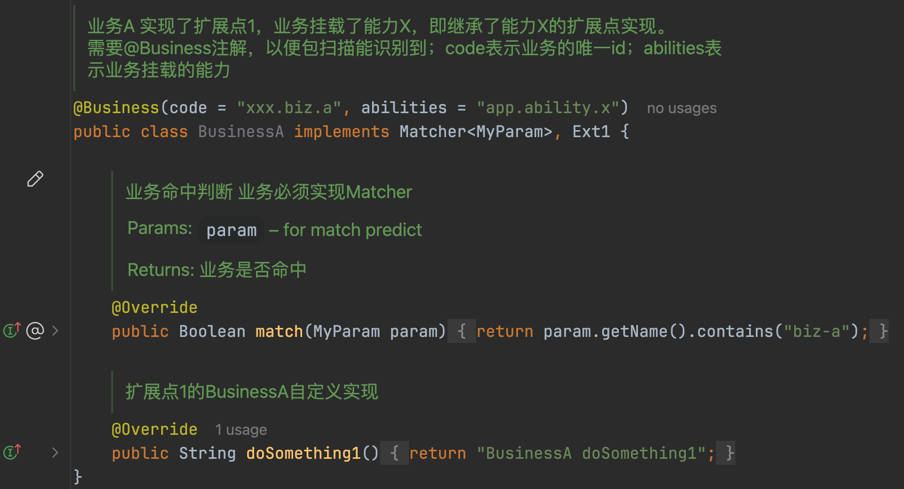 业务A 实现了扩展点1，业务挂载了能力X，即继承了能力X的扩展点实现。
需要@Business注解，以便包扫描能识别到；code表示业务的唯一id；abilities表
示业务挂载的能力
@Business(code = "xxx.biz.a", abilities = "app.ability.x") no usages
public class BusinessA implements Matcher<MyParam>, Ext1 {
业务命中判断 业务必须实现Matcher
Params: param – for match predict
Returns: 业务是否命中
@Override
public Boolean match(MyParam param) { return param.getName().contains("biz-a"); }
扩展点1的BusinessA自定义实现
@Override 1 usage
public String doSomething1() { return "BusinessA doSomething1"; }
}